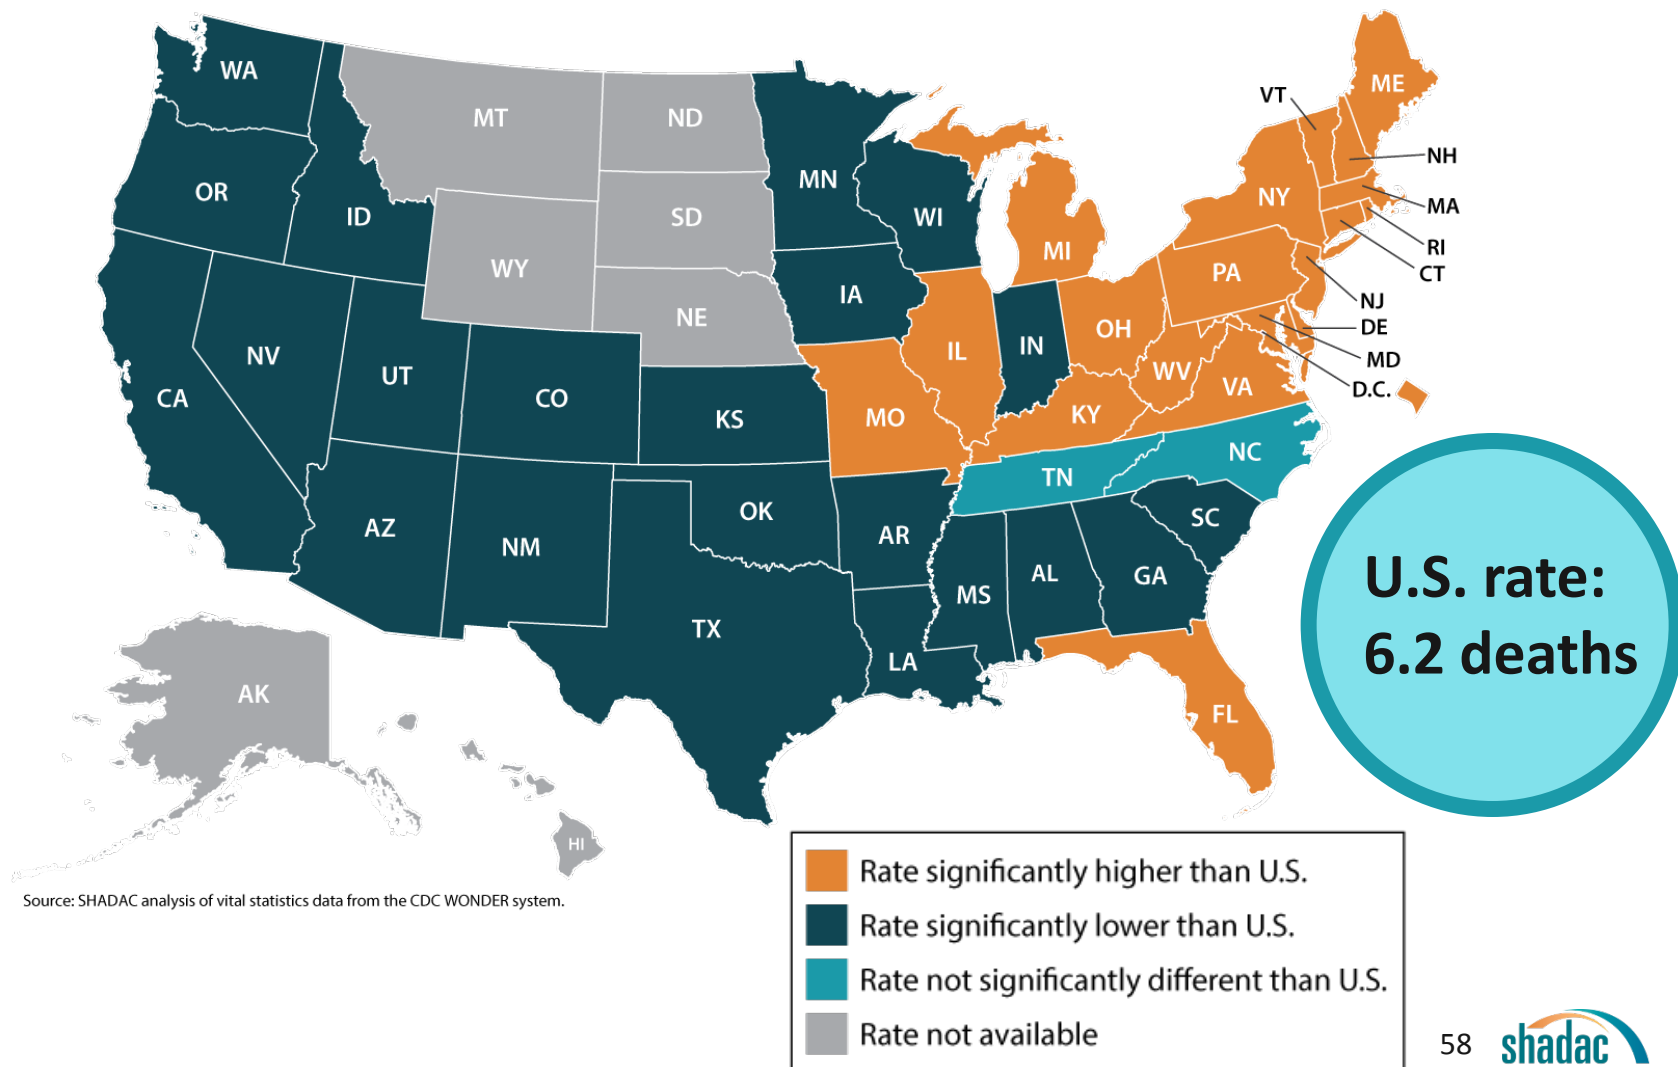 WA
MT
ND
MN
OR
ID
SD
WI
WY
MI
NY
VT
ME
NH
MA
RI
CT
PA
NJ
DE
MD
D.C.
IA
NE
NV
UT
CO
CA
KS
MO
IL
IN
OH
WV
VA
KY
NC
TN
AZ
NM
OK
AR
SC
MS
AL
GA
TX
LA
FL
AK
HI
U.S. rate:
6.2 deaths
Source: SHADAC analysis of vital statistics data from the CDC WONDER system.
Rate significantly higher than U.S.
Rate significantly lower than U.S.
Rate not significantly different than U.S.
Rate not available
58
shadac